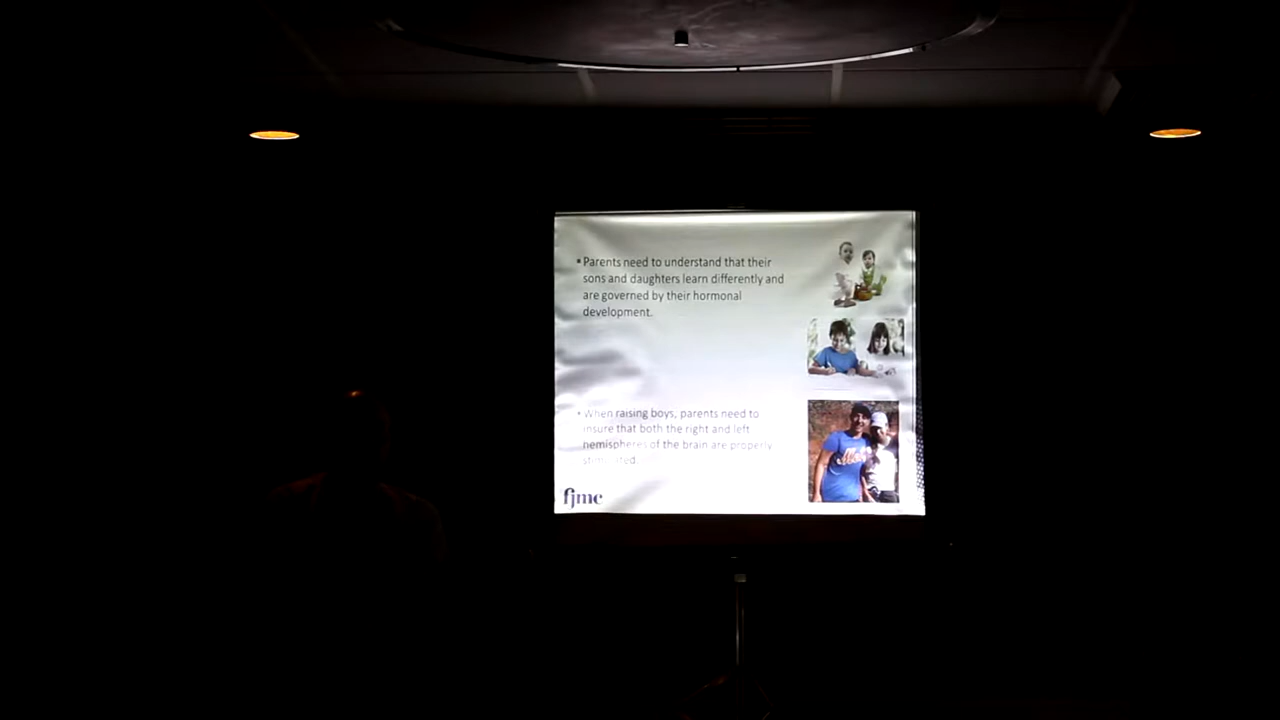 ▪ Parents need to understand that their
sons and daughters learn differently and
are governed by their hormonal
development.
▪ When raising boys, parents need to
insure that both the right and left
hemispheres of the brain are properly
fjmc